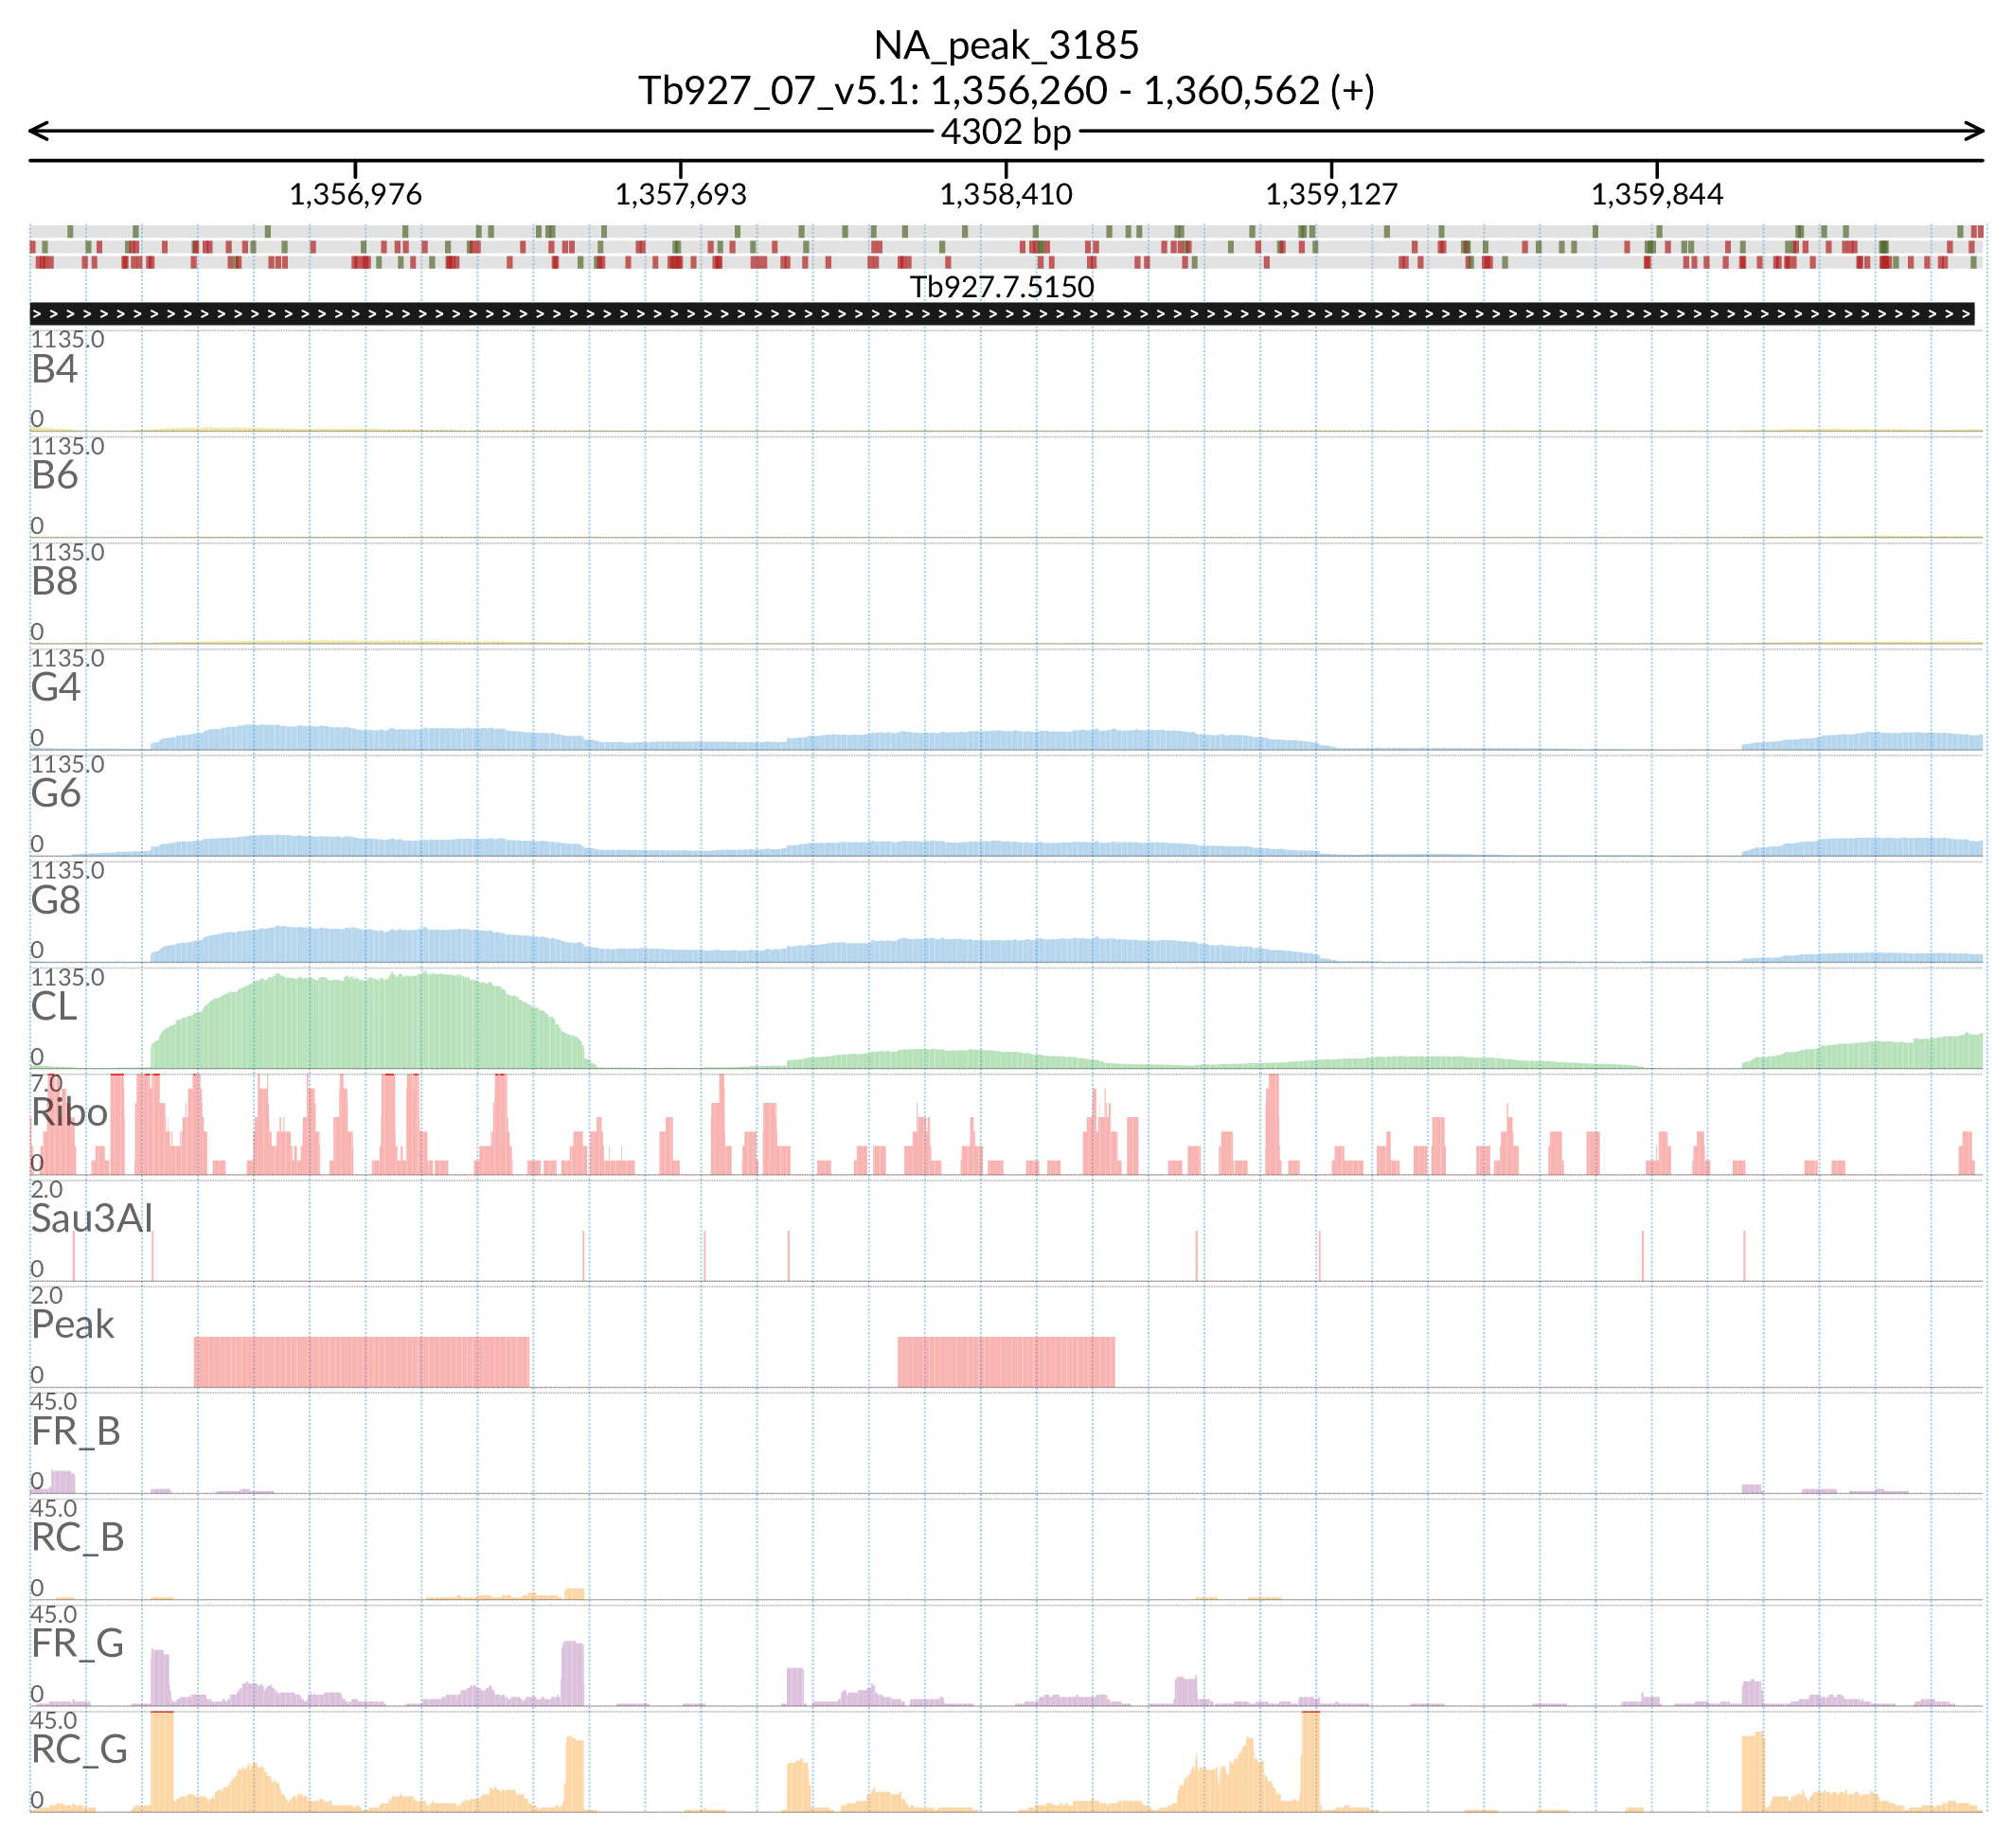 NA_peak_3185
Tb927_07_v5.1: 1,356,260 - 1,360,562 (+)
4302 bp
1,356,976 1,357,693 1,358,410 1,359,127 1,359,844
Tb927.7.5150
1135.0
B4
0
1135.0
B6
0
1135.0
B8
0
1135.0
G4
0
1135.0
G6
0
1135.0
G8
0
1135.0
CL
0
7.0
Ribo
0
2.0
Sau3AI
0
2.0
Peak
0
45.0
FR_B
0
45.0
RC_B
0
45.0
FR_G
0
45.0
RC_G
0